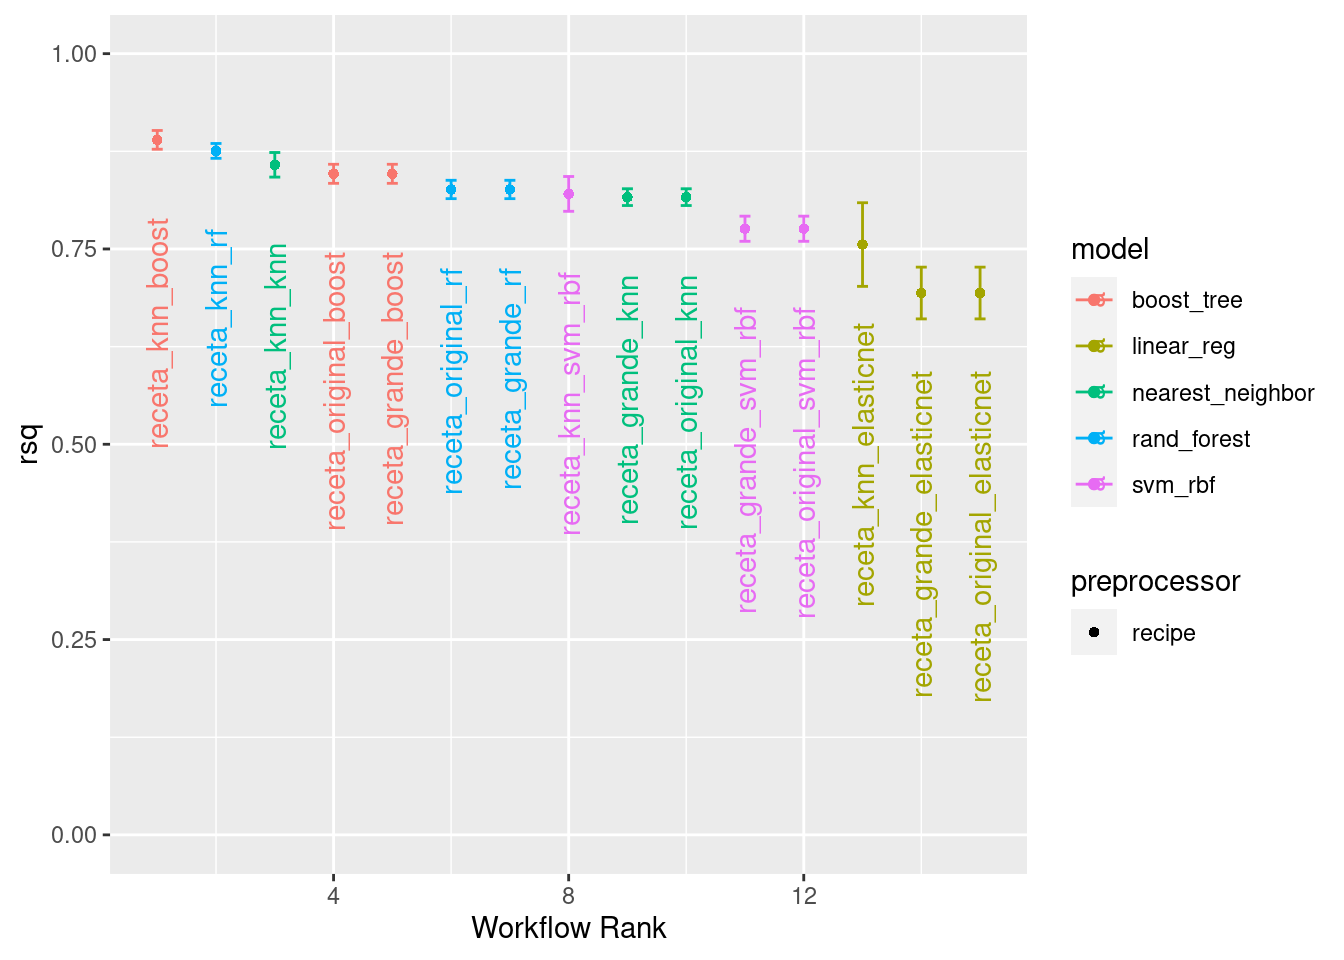 1.00
0.75
0.50
0.25
0.00
rsq
receta_knn_boost
receta_knn_rf
receta_knn_knn
receta_original_boost
receta_grande_boost
receta_original_rf
receta_grande_rf
receta_knn_svm_rbf
receta_grande_knn
receta_original_knn
receta_grande_svm_rbf
receta_original_svm_rbf
receta_knn_elasticnet
receta_grande_elasticnet
receta_original_elasticnet
4
8
12
Workflow Rank
model
boost_tree
linear_reg
nearest_neighbor
rand_forest
svm_rbf
preprocessor
recipe